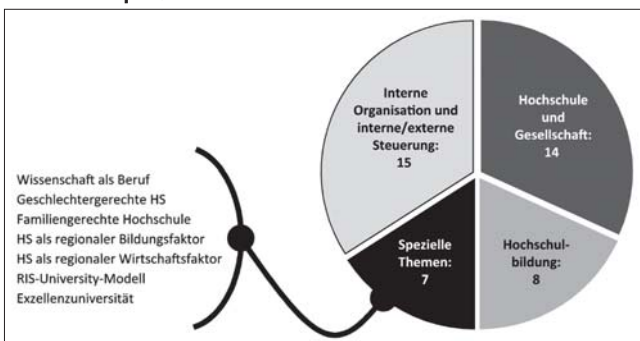 Interne
Organisation und
interne/externe
Steuerung:
15
Hochschule
und
Gesellschaft:
14
Wissenschaft als Beruf
Geschlechtergerechte HS
Familiengerechte Hochschule
HS als regionaler Bildungsfaktor
HS als regionaler Wirtschaftsfaktor
RIS-University-Modell
Exzellenzuniversität
Spezielle
Themen:
7
Hochschul-
bildung:
8